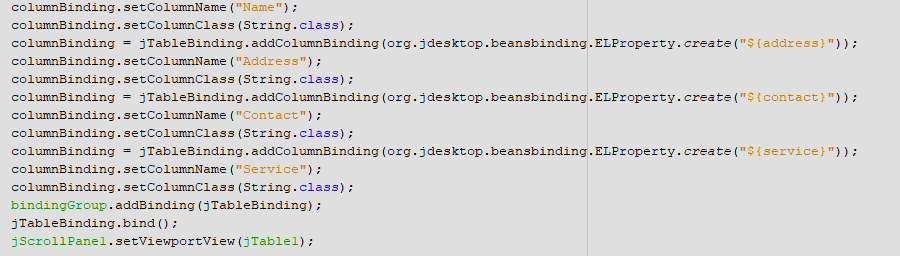 columnBinding.setColumnName("Name");
columnBinding.setColumnClass(String.class);
columnBinding = jTableBinding.addColumnBinding(org.jdesktop.beansbinding.ELProperty.create("${address}"));
columnBinding.setColumnName("Address");
columnBinding.setColumnClass(String.class);
columnBinding = jTableBinding.addColumnBinding(org.jdesktop.beansbinding.ELProperty.create("${contact}"));
columnBinding.setColumnName("Contact");
columnBinding.setColumnClass(String.class);
columnBinding = jTableBinding.addColumnBinding(org.jdesktop.beansbinding.ELProperty.create("${service}"));
columnBinding.setColumnName("Service");
columnBinding.setColumnClass(String.class);
bindingGroup.addBinding(jTableBinding);
jTableBinding.bind();
jScrollPane1.setViewportView(jTable1);